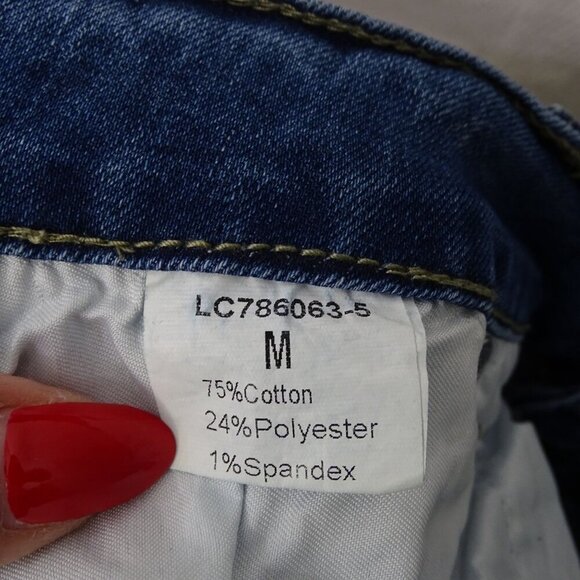 LC786063-5
M
75%Cotton
24%Polyester
1%Spandex